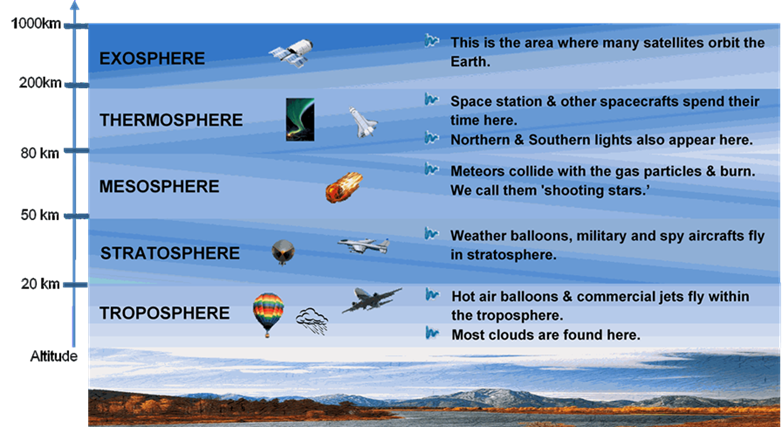 1000km
EXOSPHERE
This is the area where many satellites orbit the
Earth.
200km
THERMOSPHERE
Space station & other spacecrafts spend their
time here.
Northern & Southern lights also appear here.
80 km
MESOSPHERE
Meteors collide with the gas particles & burn.
We call them 'shooting stars.’
50 km
STRATOSPHERE
Weather balloons, military and spy aircrafts fly
in stratosphere.
20 km
TROPOSPHERE
Hot air balloons & commercial jets fly within
the troposphere.
Most clouds are found here.
Altitude